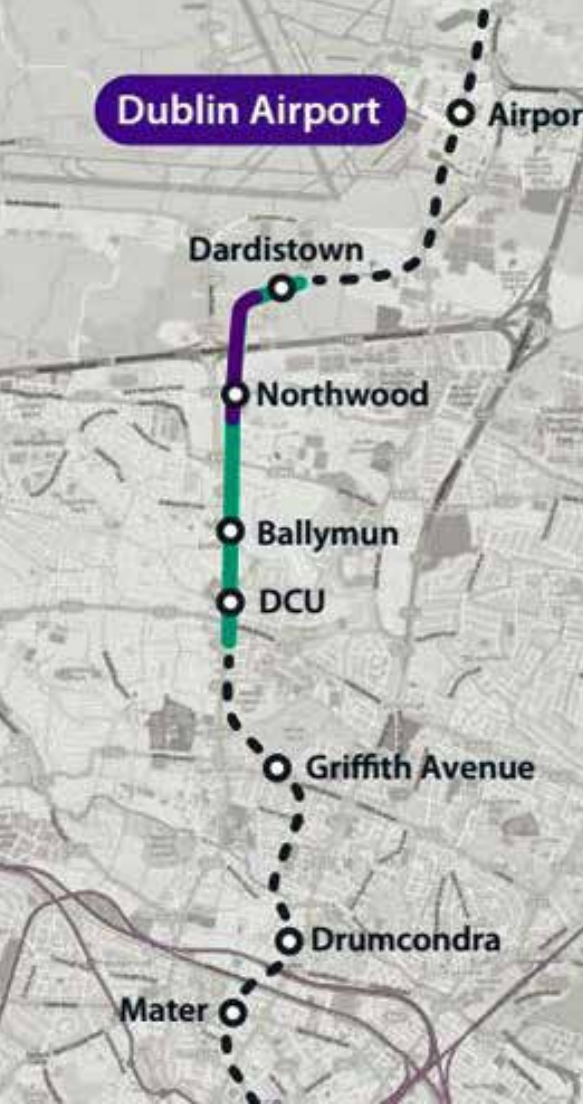 Dublin Airport
Airpor
Dardistown
Northwood
Ballymun
DCU
Griffith Avenue
Drumcondra
Mater